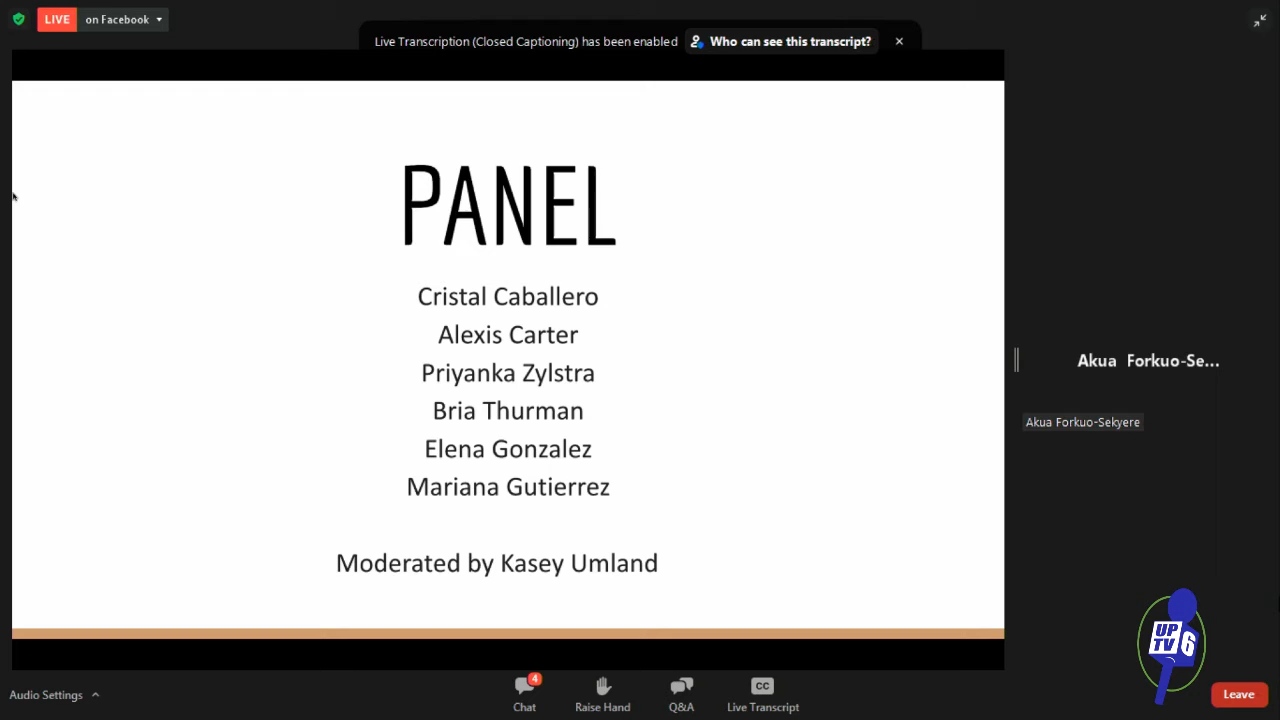 LIVE on Facebook
Live Transcription (Closed Captioning) has been enabled Who can see this transcript?
PANEL
Cristal Caballero
Alexis Carter
Priyanka Zylstra
Bria Thurman
Elena Gonzalez
Mariana Gutierrez
Moderated by Kasey Umland
Akua Forkuo-Se...
Akua Forkuo-Sekyere
UP
TV 6
Audio Settings
4
Chat
Raise Hand
Q&A
CC
Live Transcript
Leave